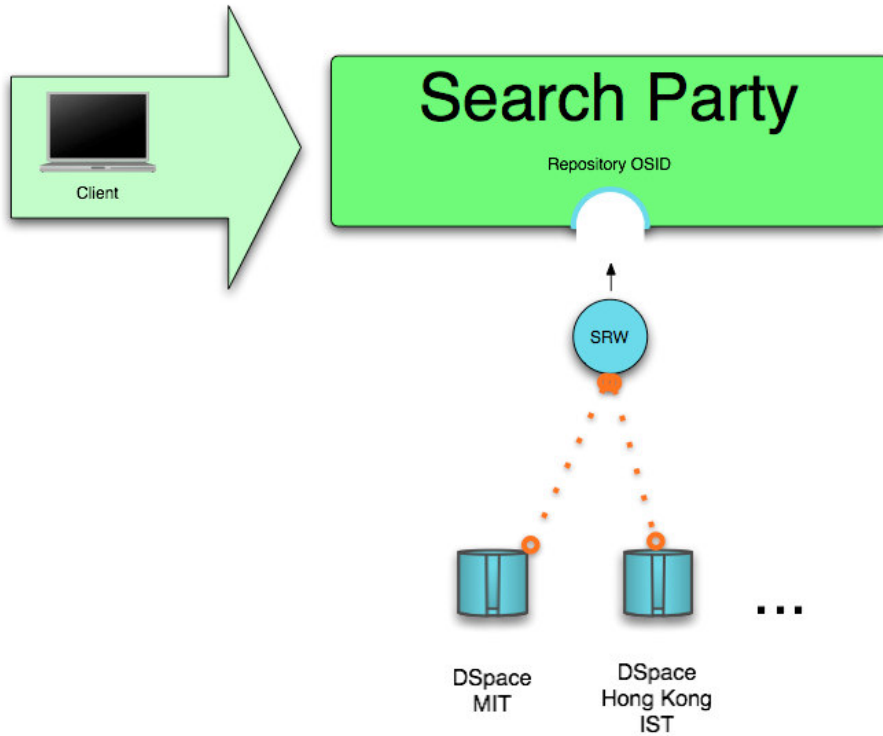 Search Party
Repository OSID
Client
SRW
...
DSpace
MIT
DSpace
Hong Kong
IST